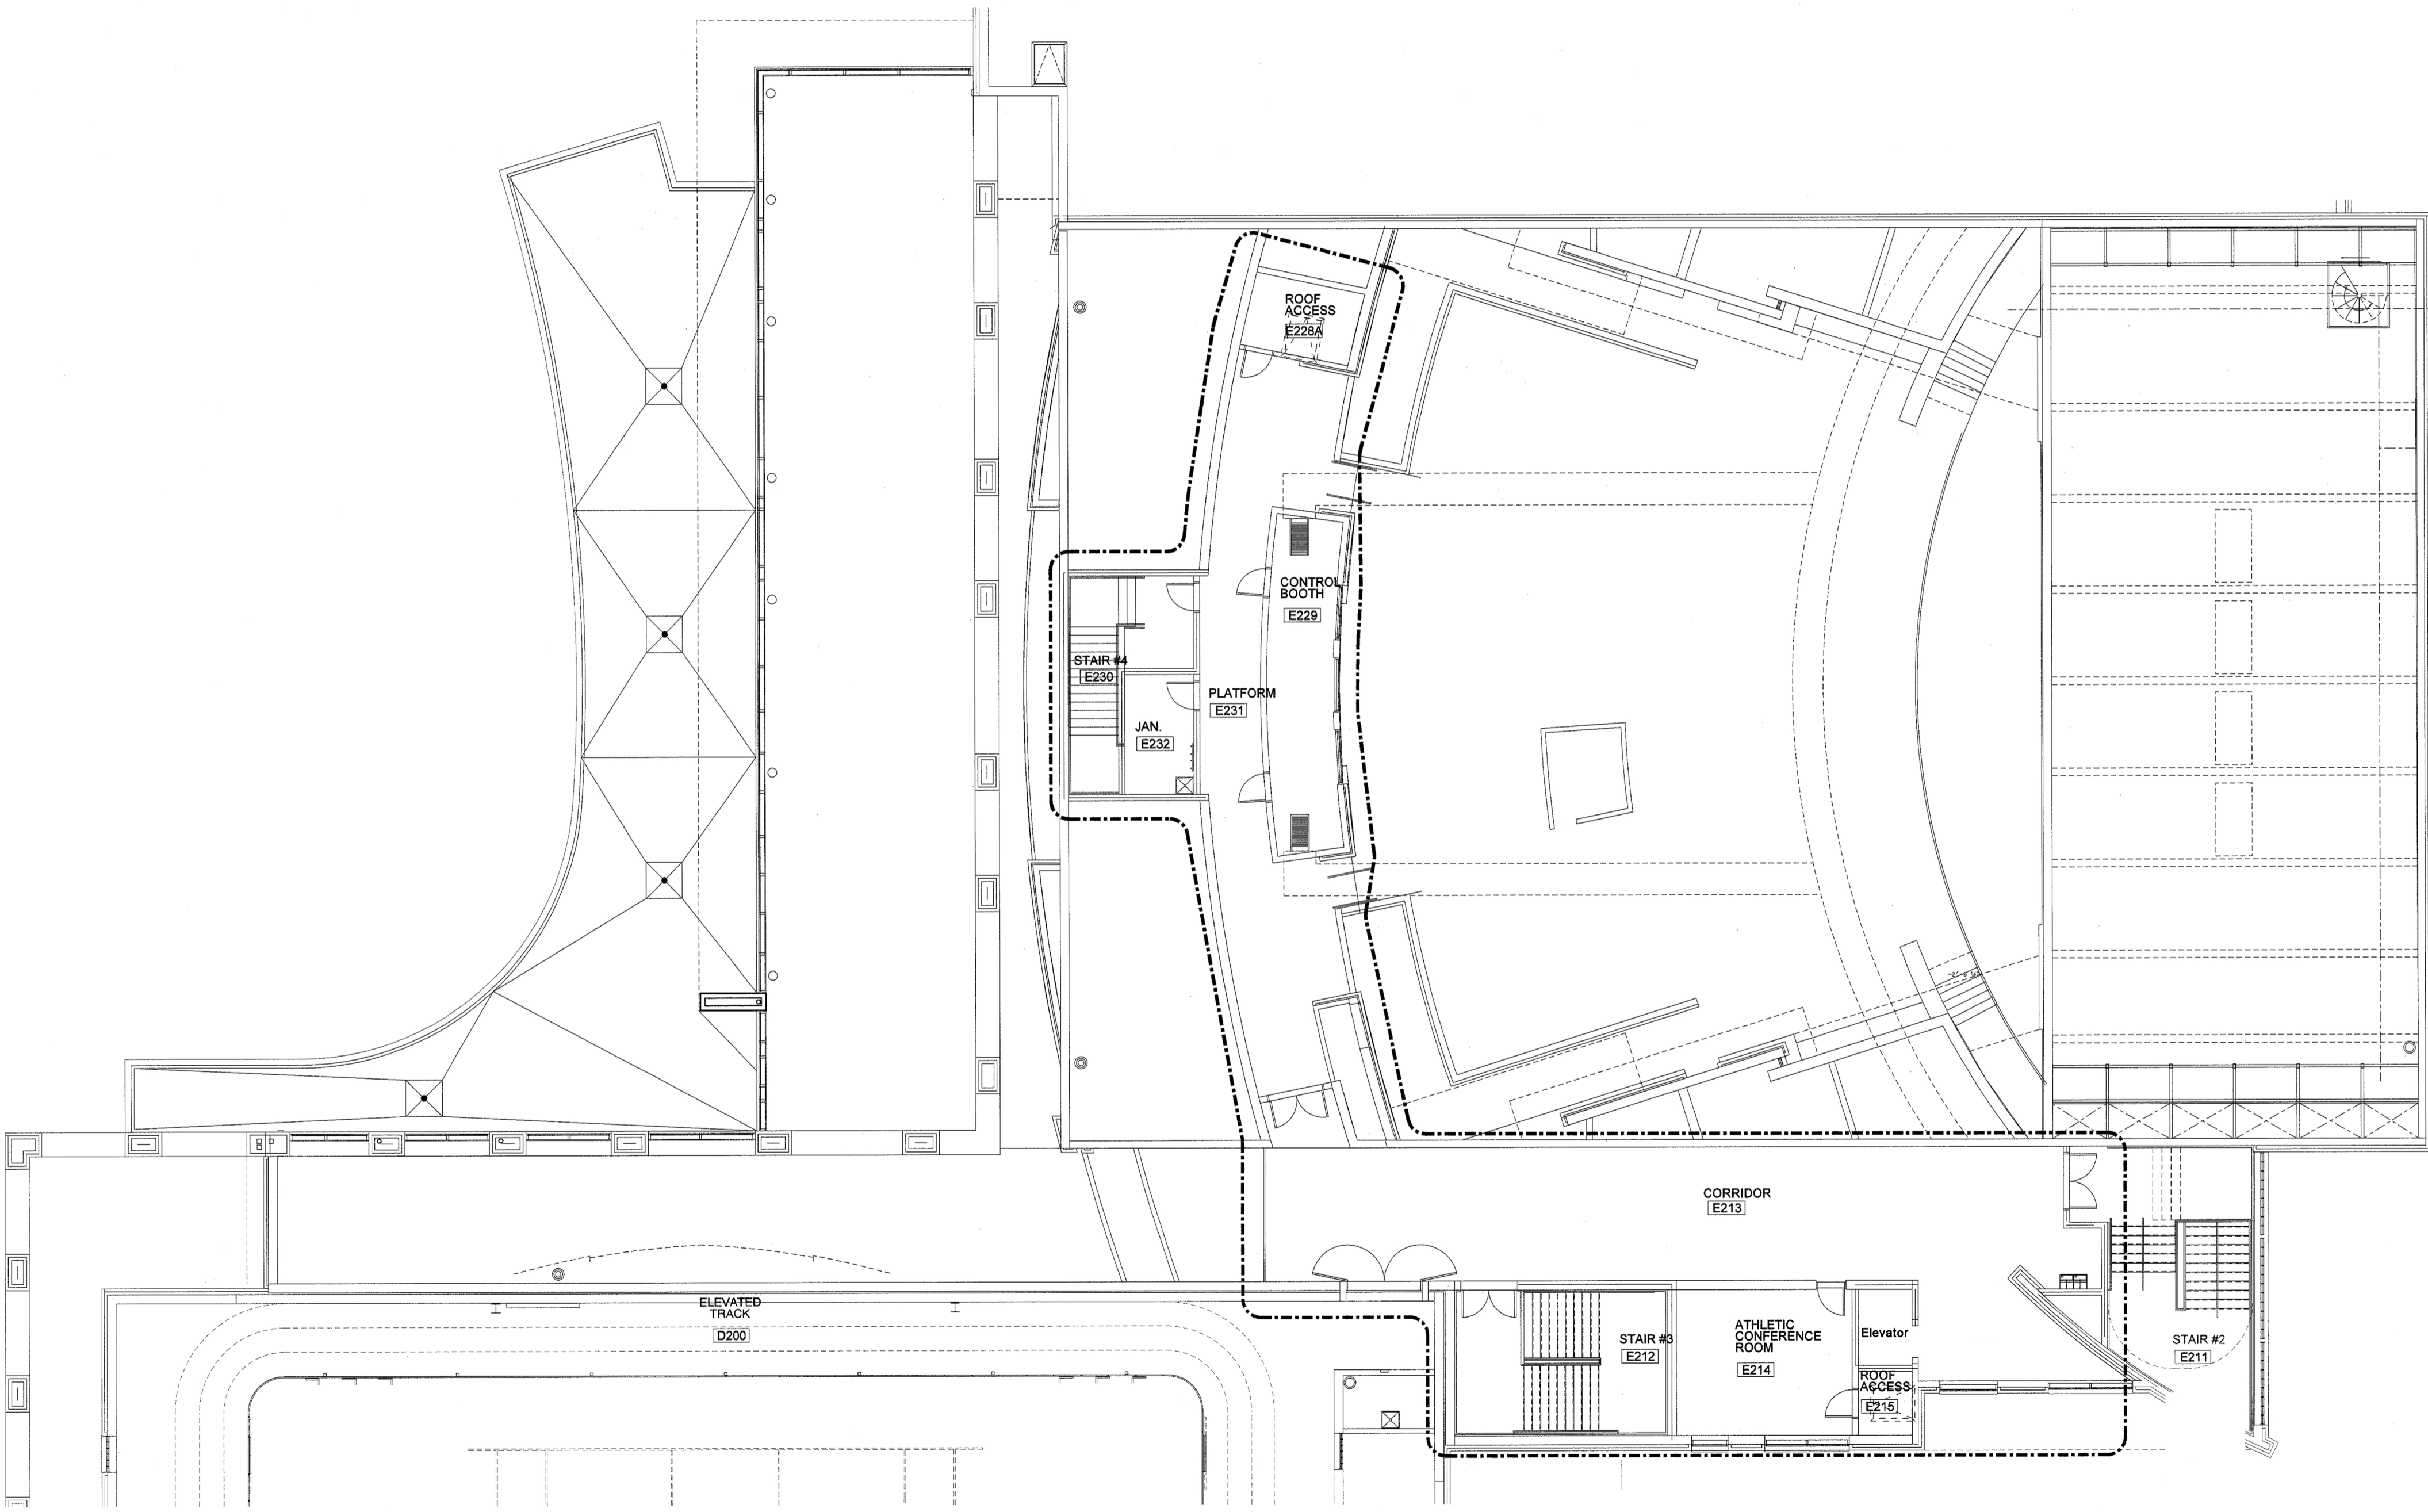 ROOF
ACCESS
E228A
CONTROL
BOOTH
E229
STAIR #4
E230
PLATFORM
E231
JAN.
E232
CORRIDOR
E213
ELEVATED
TRACK
D200
STAIR #3
E212
ATHLETIC
CONFERENCE
ROOM
E214
Elevator
ROOF
ACCESS
E215
STAIR #2
E211